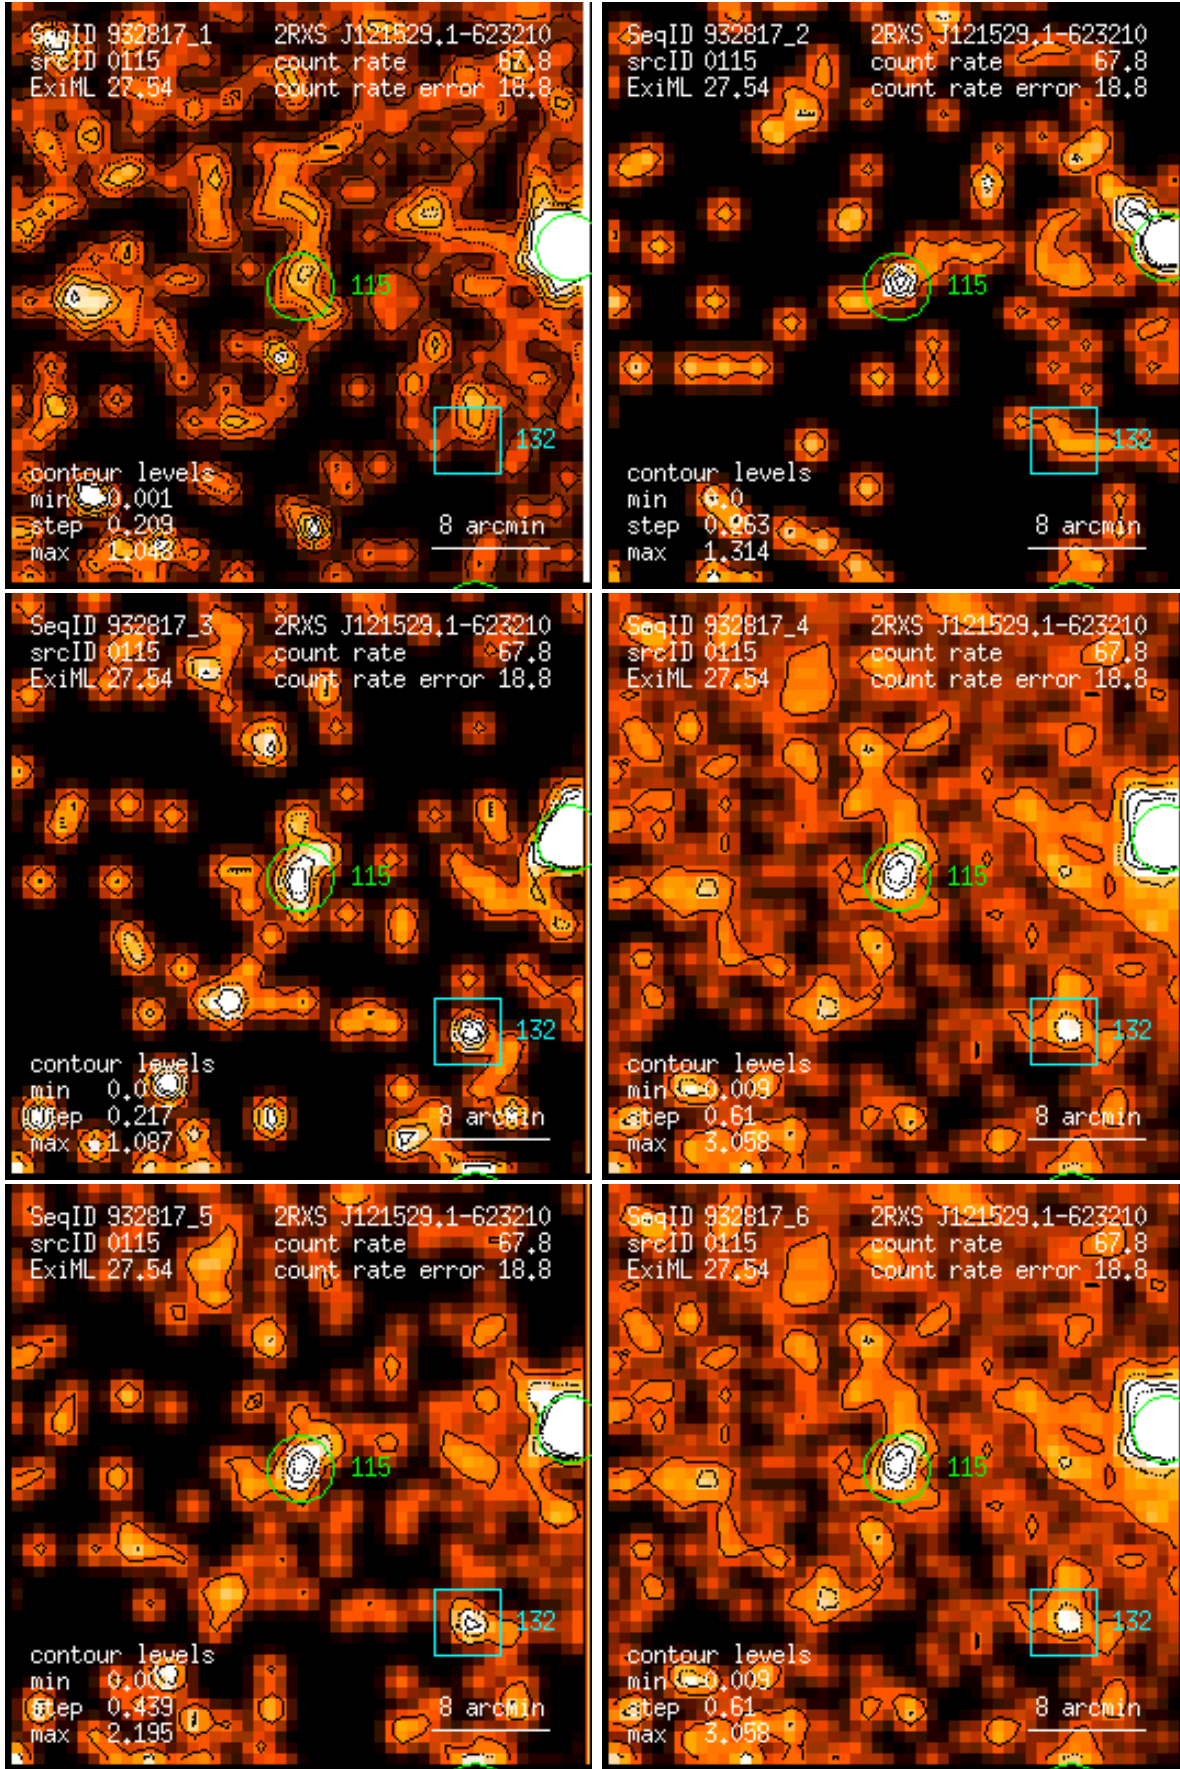 SeqID 932817_1 2RXS J121529.1-623210
srcID 0115 count rate 67.8
ExiML 27.54 count rate error 18.8
115
132
contour levels
min 0.001
step 0.209 8 arcmin
max 1.048
SeqID 932817_2 2RXS J121529.1-623210
srcID 0115 count rate 67.8
ExiML 27.54 count rate error 18.8
115
132
contour levels
min 0.0
step 0.263 8 arcmin
max 1.314
SeqID 932817_3 2RXS J121529.1-623210
srcID 0115 count rate 67.8
ExiML 27.54 count rate error 18.8
115
132
contour levels
min 0.0
step 0.217 8 arcmin
max 1.087
SeqID 932817_4 2RXS J121529.1-623210
srcID 0115 count rate 67.8
ExiML 27.54 count rate error 18.8
115
132
contour levels
min 0.009
step 0.61 8 arcmin
max 3.058
SeqID 932817_5 2RXS J121529.1-623210
srcID 0115 count rate 67.8
ExiML 27.54 count rate error 18.8
115
132
contour levels
min
step 0.439 8 arcmin
max 2.195
SeqID 932817_6 2RXS J121529.1-623210
srcID 0115 count rate 67.8
ExiML 27.54 count rate error 18.8
115
132
contour levels
min 0.009
step 0.61 8 arcmin
max 3.058